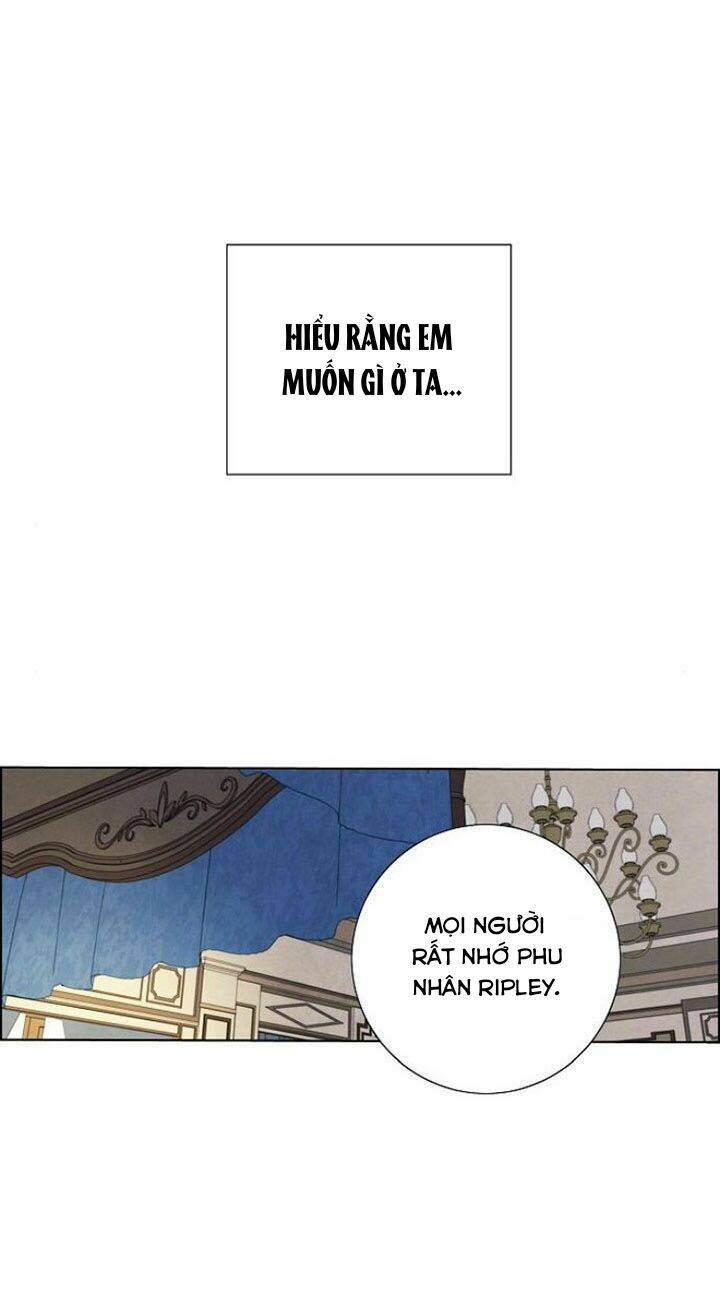 HIỂU RẰNG EM
MUỐN GÌ Ở TA...
MỌI NGƯỜI
RẤT NHỚ PHU
NHÂN RIPLEY.